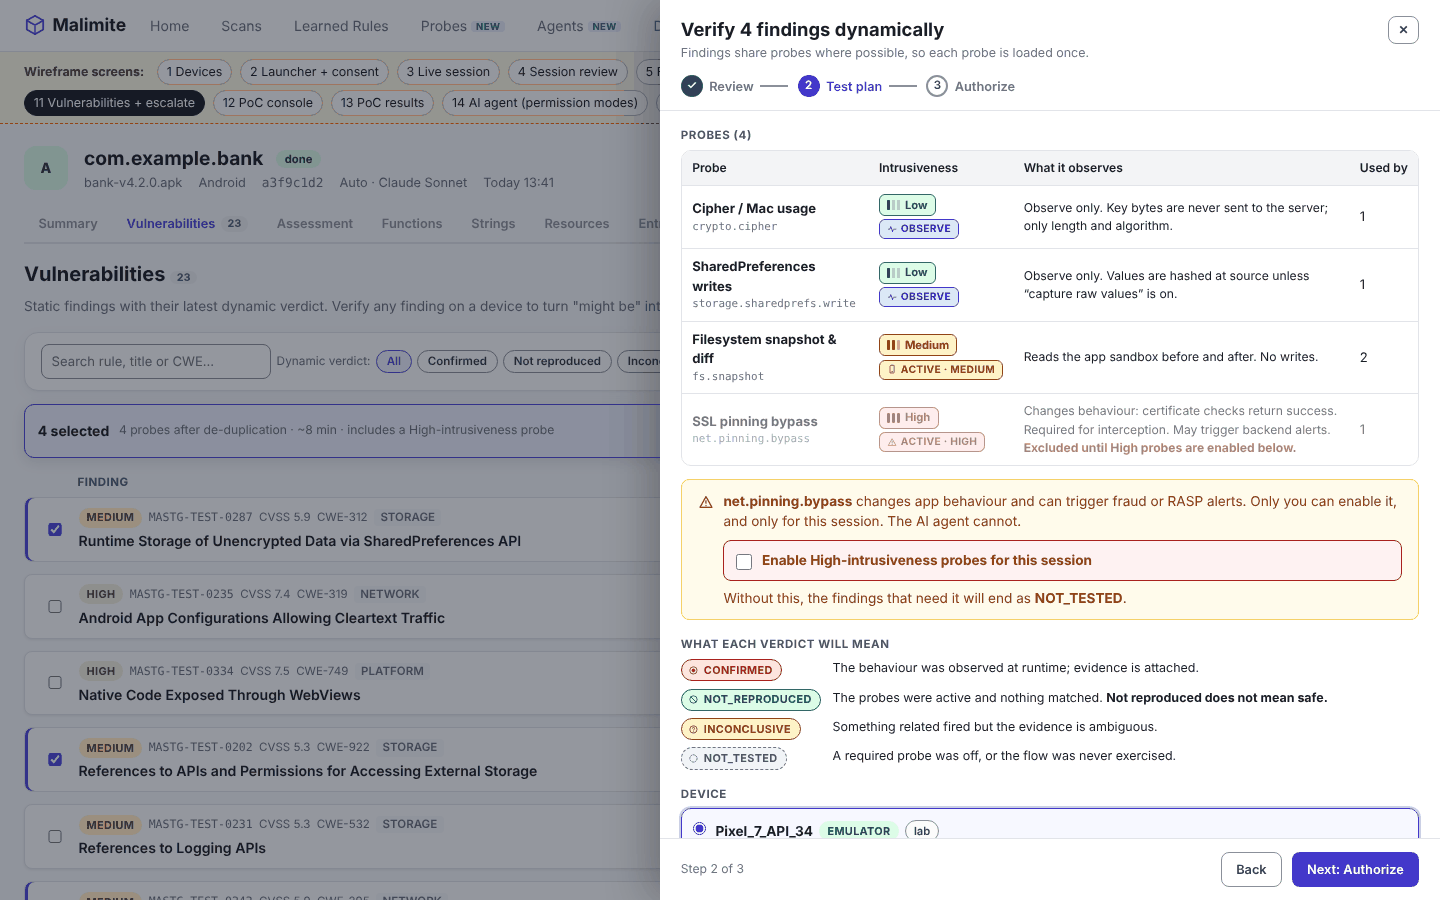 Malimite
Home
Scans
Learned Rules
Probes NEW
Agents NEW
Wireframe screens:
1 Devices
2 Launcher + consent
3 Live session
4 Session review
11 Vulnerabilities + escalate
12 PoC console
13 PoC results
14 AI agent (permission modes)
A
com.example.bank
done
bank-v4.2.0.apk Android a3f9c1d2 Auto · Claude Sonnet Today 13:41
Summary
Vulnerabilities 23
Assessment
Functions
Strings
Resources
Vulnerabilities 23
Static findings with their latest dynamic verdict. Verify any finding on a device to turn "might be"
Search rule, title or CWE...
Dynamic verdict:
All
Confirmed
Not reproduced
4 selected
4 probes after de-duplication · ~8 min · includes a High-intrusiveness probe
FINDING
MEDIUM MASTG-TEST-0287 CVSS 5.9 CWE-312 STORAGE
Runtime Storage of Unencrypted Data via SharedPreferences API
HIGH MASTG-TEST-0235 CVSS 7.4 CWE-319 NETWORK
Android App Configurations Allowing Cleartext Traffic
HIGH MASTG-TEST-0334 CVSS 7.5 CWE-749 PLATFORM
Native Code Exposed Through WebViews
MEDIUM MASTG-TEST-0202 CVSS 5.3 CWE-922 STORAGE
References to APIs and Permissions for Accessing External Storage
MEDIUM MASTG-TEST-0231 CVSS 5.3 CWE-532 STORAGE
References to Logging APIs
Verify 4 findings dynamically
Findings share probes where possible, so each probe is loaded once.
Review
2 Test plan
3 Authorize
PROBES (4)
Probe
Intrusiveness
What it observes
Used by
Cipher / Mac usage
crypto.cipher
Low
OBSERVE
Observe only. Key bytes are never sent to the server;
only length and algorithm.
1
SharedPreferences
writes
storage.sharedprefs.write
Low
OBSERVE
Observe only. Values are hashed at source unless
“capture raw values” is on.
1
Filesystem snapshot &
diff
fs.snapshot
Medium
ACTIVE · MEDIUM
Reads the app sandbox before and after. No writes.
2
SSL pinning bypass
net.pinning.bypass
High
ACTIVE · HIGH
Changes behaviour: certificate checks return success.
Required for interception. May trigger backend alerts.
Excluded until High probes are enabled below.
1
net.pinning.bypass changes app behaviour and can trigger fraud or RASP alerts. Only you can enable it,
and only for this session. The AI agent cannot.
Enable High-intrusiveness probes for this session
Without this, the findings that need it will end as NOT_TESTED.
WHAT EACH VERDICT WILL MEAN
CONFIRMED
The behaviour was observed at runtime; evidence is attached.
NOT_REPRODUCED
The probes were active and nothing matched. Not reproduced does not mean safe.
INCONCLUSIVE
Something related fired but the evidence is ambiguous.
NOT_TESTED
A required probe was off, or the flow was never exercised.
DEVICE
Pixel_7_API_34 EMULATOR lab
Step 2 of 3
Back
Next: Authorize